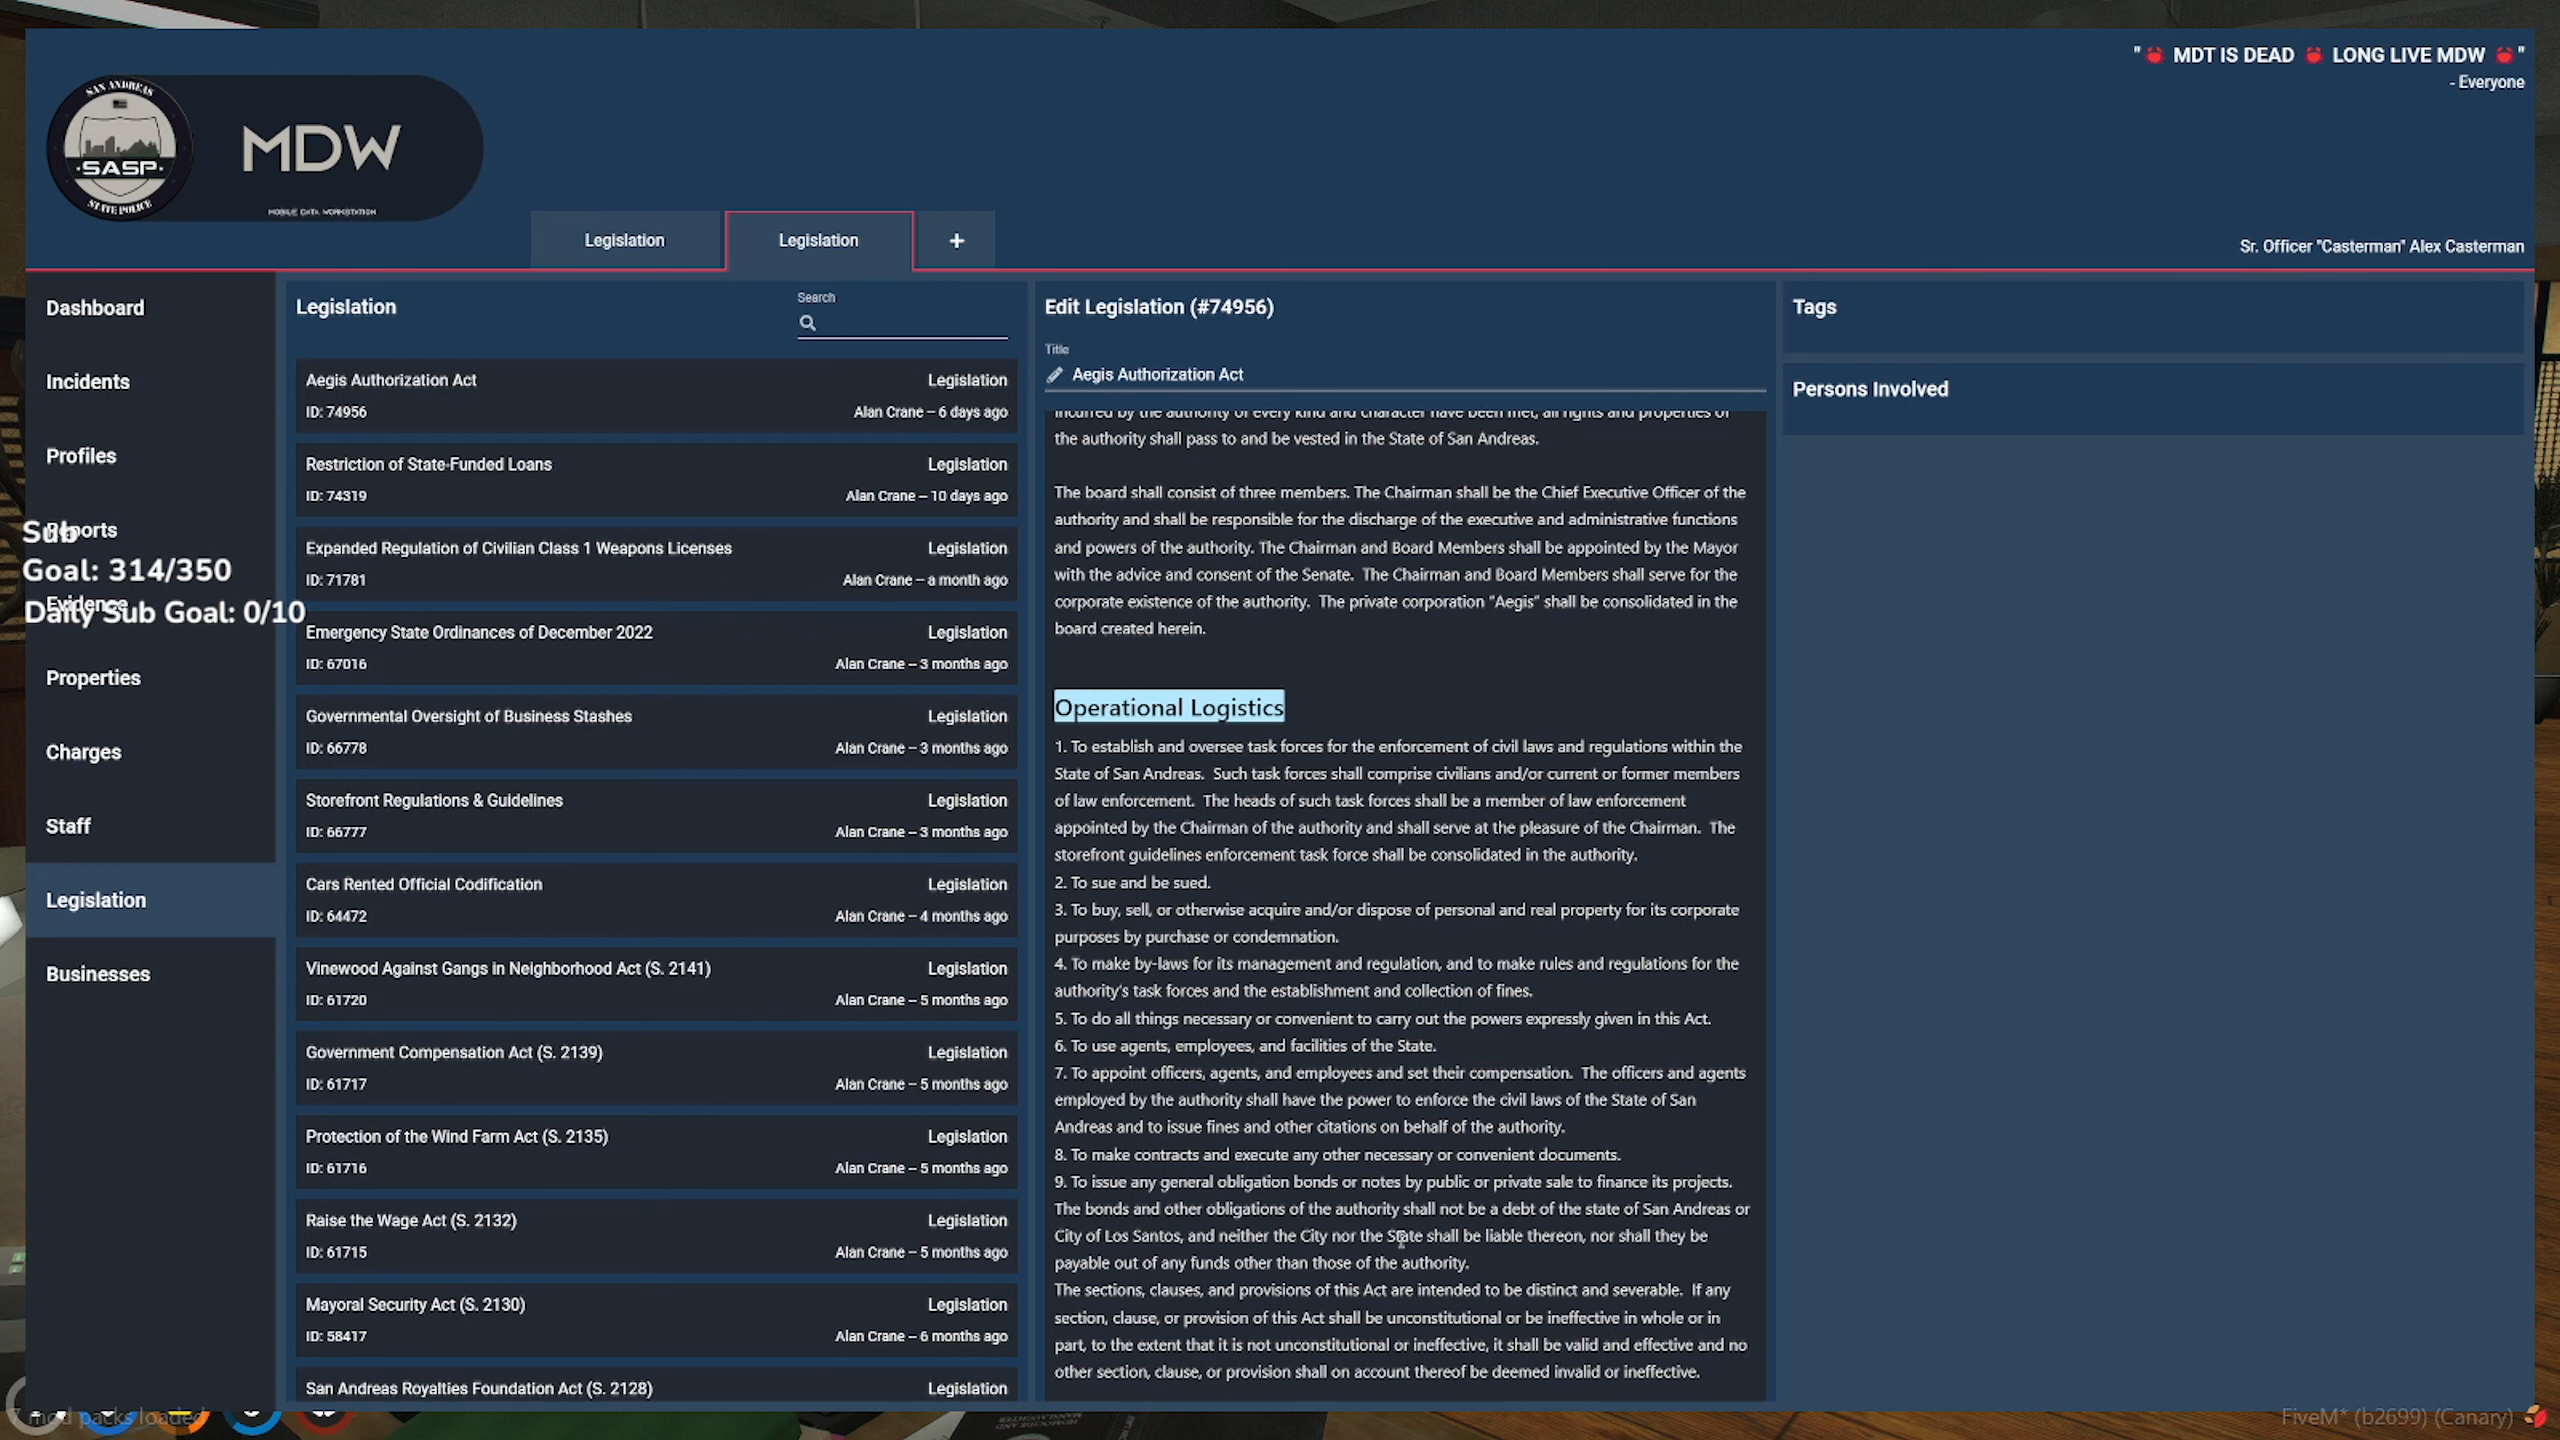 " MDT IS DEAD LONG LIVE MDW "
- Everyone
SAN ANDREAS
SASP
STATE POLICE
MDW
MOBILE DATA WORKSTATION
Legislation
Legislation
+
Sr. Officer "Casterman" Alex Casterman
Dashboard
Incidents
Profiles
Reports
Evidence
Properties
Charges
Staff
Legislation
Businesses
Sub
Goal: 314/350
Daily Sub Goal: 0/10
Legislation
Search
Aegis Authorization Act Legislation
ID: 74956 Alan Crane – 6 days ago
Restriction of State-Funded Loans Legislation
ID: 74319 Alan Crane – 10 days ago
Expanded Regulation of Civilian Class 1 Weapons Licenses Legislation
ID: 71781 Alan Crane – a month ago
Emergency State Ordinances of December 2022 Legislation
ID: 67016 Alan Crane – 3 months ago
Governmental Oversight of Business Stashes Legislation
ID: 66778 Alan Crane – 3 months ago
Storefront Regulations & Guidelines Legislation
ID: 66777 Alan Crane – 3 months ago
Cars Rented Official Codification Legislation
ID: 64472 Alan Crane – 4 months ago
Vinewood Against Gangs in Neighborhood Act (S. 2141) Legislation
ID: 61720 Alan Crane – 5 months ago
Government Compensation Act (S. 2139) Legislation
ID: 61717 Alan Crane – 5 months ago
Protection of the Wind Farm Act (S. 2135) Legislation
ID: 61716 Alan Crane – 5 months ago
Raise the Wage Act (S. 2132) Legislation
ID: 61715 Alan Crane – 5 months ago
Mayoral Security Act (S. 2130) Legislation
ID: 58417 Alan Crane – 6 months ago
San Andreas Royalties Foundation Act (S. 2128) Legislation
Edit Legislation (#74956)
Title
Aegis Authorization Act
incurred by the authority of every kind and character have been met, all rights and properties of
the authority shall pass to and be vested in the State of San Andreas.
The board shall consist of three members. The Chairman shall be the Chief Executive Officer of the
authority and shall be responsible for the discharge of the executive and administrative functions
and powers of the authority. The Chairman and Board Members shall be appointed by the Mayor
with the advice and consent of the Senate. The Chairman and Board Members shall serve for the
corporate existence of the authority. The private corporation "Aegis" shall be consolidated in the
board created herein.
Operational Logistics
1. To establish and oversee task forces for the enforcement of civil laws and regulations within the
State of San Andreas. Such task forces shall comprise civilians and/or current or former members
of law enforcement. The heads of such task forces shall be a member of law enforcement
appointed by the Chairman of the authority and shall serve at the pleasure of the Chairman. The
storefront guidelines enforcement task force shall be consolidated in the authority.
2. To sue and be sued.
3. To buy, sell, or otherwise acquire and/or dispose of personal and real property for its corporate
purposes by purchase or condemnation.
4. To make by-laws for its management and regulation, and to make rules and regulations for the
authority's task forces and the establishment and collection of fines.
5. To do all things necessary or convenient to carry out the powers expressly given in this Act.
6. To use agents, employees, and facilities of the State.
7. To appoint officers, agents, and employees and set their compensation. The officers and agents
employed by the authority shall have the power to enforce the civil laws of the State of San
Andreas and to issue fines and other citations on behalf of the authority.
8. To make contracts and execute any other necessary or convenient documents.
9. To issue any general obligation bonds or notes by public or private sale to finance its projects.
The bonds and other obligations of the authority shall not be a debt of the state of San Andreas or
City of Los Santos, and neither the City nor the State shall be liable thereon, nor shall they be
payable out of any funds other than those of the authority.
The sections, clauses, and provisions of this Act are intended to be distinct and severable. If any
section, clause, or provision of this Act shall be unconstitutional or be ineffective in whole or in
part, to the extent that it is not unconstitutional or ineffective, it shall be valid and effective and no
other section, clause, or provision shall on account thereof be deemed invalid or ineffective.
Tags
Persons Involved
7 mod packs loaded
FiveM* (b2699) (Canary)